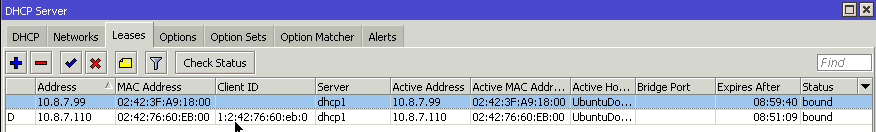 DHCP Server
DHCP Networks Leases Options Option Sets Option Matcher Alerts
Check Status Find
Address MAC Address Client ID Server Active Address Active MAC Addr... Active Ho... Bridge Port Expires After Status
10.8.7.99 02:42:3F:A9:18:00 dhcp1 10.8.7.99 02:42:3F:A9:18:00 UbuntuDo... 08:59:40 bound
D 10.8.7.110 02:42:76:60:EB:00 1:2:42:76:60:eb:0 dhcp1 10.8.7.110 02:42:76:60:EB:00 UbuntuDo... 08:51:09 bound